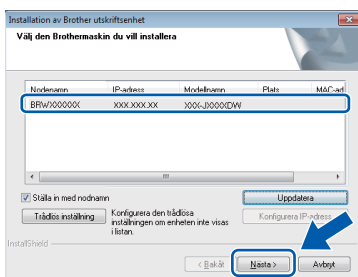 Installation av Brother utskriftsenhet
Välj den Brothermaskin du vill installera
Nodenamn IP-adress Modellnamn Plats MAC-ad
BRWXXXXXX XXX.XXX.XX XXX-JXXXXDW
Ställa in med nodnamn
Uppdatera
Trådlös inställning
Konfigurera den trådlösa
inställningen om enheten inte visas
i listan.
Konfigurera IP-adress
InstallShield
< Bakåt
Nästa >
Avbryt